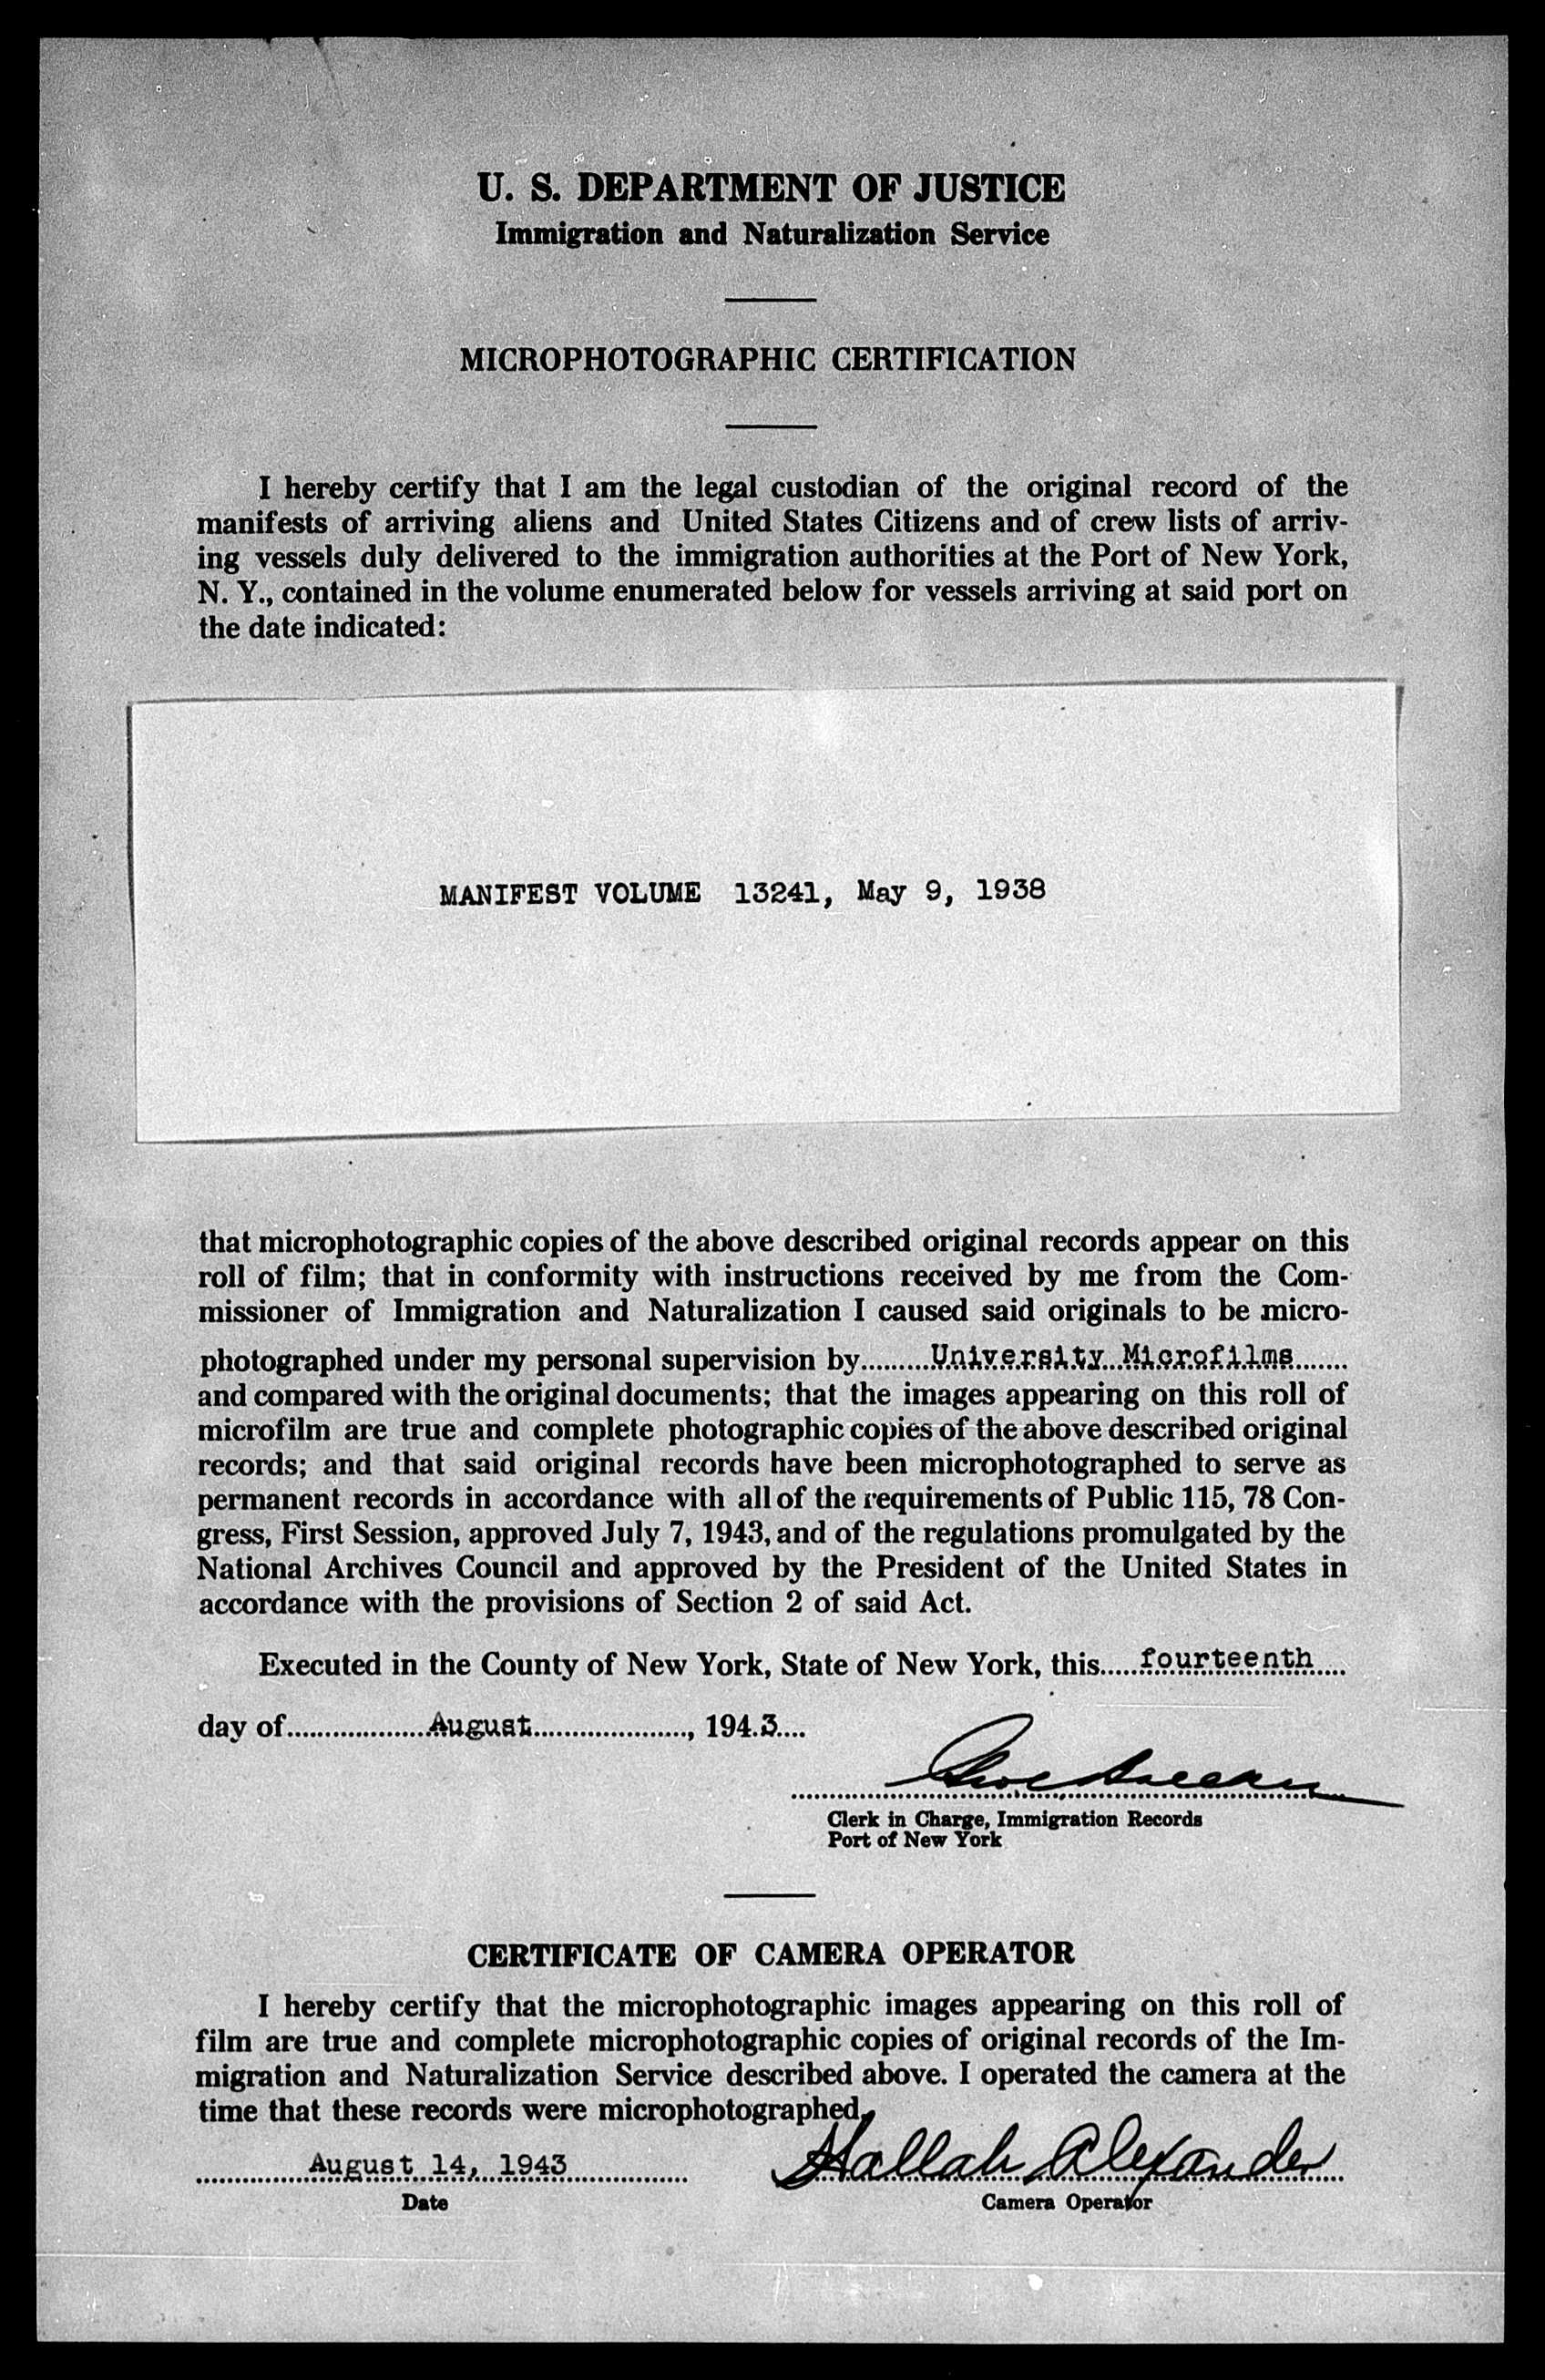 U. S. DEPARTMENT OF JUSTICE
Immigration and Naturalization Service
MICROPHOTOGRAPHIC CERTIFICATION
I hereby certify that I am the legal custodian of the original record of the
manifests of arriving aliens and United States Citizens and of crew lists of arriv-
ing vessels duly delivered to the immigration authorities at the Port of New York,
N. Y., contained in the volume enumerated below for vessels arriving at said port on
the date indicated:
MANIFEST VOLUME 13241, May 9, 1938
that microphotographic copies of the above described original records appear on this
roll of film; that in conformity with instructions received by me from the Com-
missioner of Immigration and Naturalization I caused said originals to be micro-
photographed under my personal supervision by.........University Microfilms.......
and compared with the original documents; that the images appearing on this roll of
microfilm are true and complete photographic copies of the above described original
records; and that said original records have been microphotographed to serve as
permanent records in accordance with all of the requirements of Public 115, 78 Con-
gress, First Session, approved July 7, 1943, and of the regulations promulgated by the
National Archives Council and approved by the President of the United States in
accordance with the provisions of Section 2 of said Act.
Executed in the County of New York, State of New York, this.....fourteenth....
day of...................August....................., 194.3....
Clerk in Charge, Immigration Records
Port of New York
CERTIFICATE OF CAMERA OPERATOR
I hereby certify that the microphotographic images appearing on this roll of
film are true and complete microphotographic copies of original records of the Im-
migration and Naturalization Service described above. I operated the camera at the
time that these records were microphotographed.
August 14, 1943 Hallah Alexander
Date Camera Operator